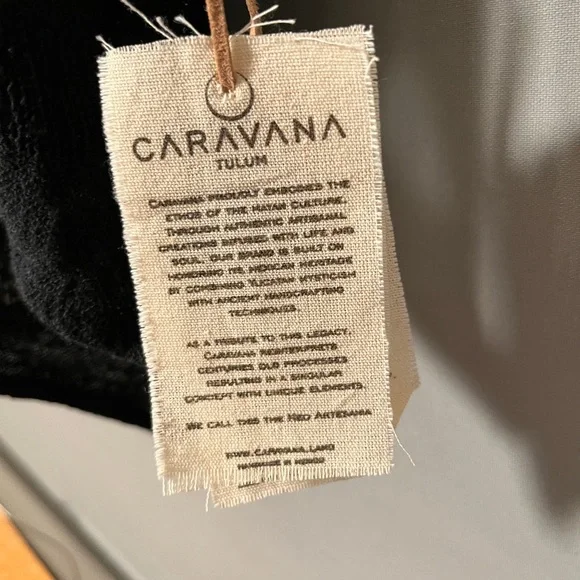 CARAVANA
TULUM
CARAVANA PROUDLY EMBODIES THE
ETHOS OF THE MAYAN CULTURE,
THROUGH AUTHENTIC ARTISANAL
CREATIONS INFUSED WITH LIFE AND
SOUL. OUR BRAND IS BUILT ON
HONORING ITS MEXICAN HERITAGE
BY COMBINING YUCATAN MYSTICISM
WITH ANCIENT HANDCRAFTING
TECHNIQUES.
AS A TRIBUTE TO THIS LEGACY,
CARAVANA REINTERPRETS
CENTURIES OLD PROCESSES
RESULTING IN A SINGULAR
CONCEPT WITH UNIQUE ELEMENTS.
WE CALL THIS THE NEO ARTESANIA
WWW.CARAVANA.LAND
HANDMADE IN MEXICO